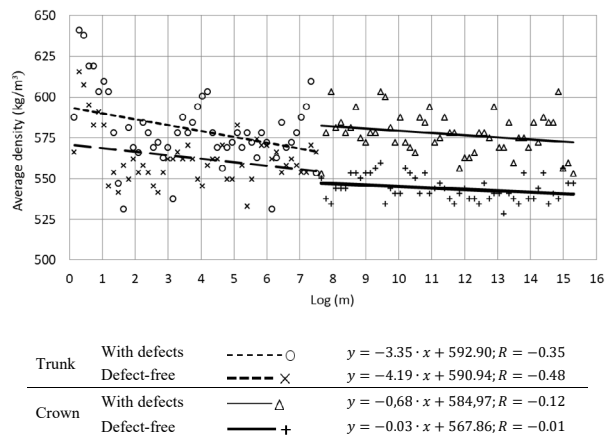 650
600
575
550
525
500
Average density (kg/m³)
0 1 2 3 4 5 6 7 8 9 10 11 12 13 14 15 16
Log (m)
Trunk
With defects y = −3.35 · x + 592.90; R = −0.35
Defect-free y = −4.19 · x + 590.94; R = −0.48
Crown
With defects y = −0,68 · x + 584,97; R = −0.12
Defect-free y = −0.03 · x + 567.86; R = −0.01